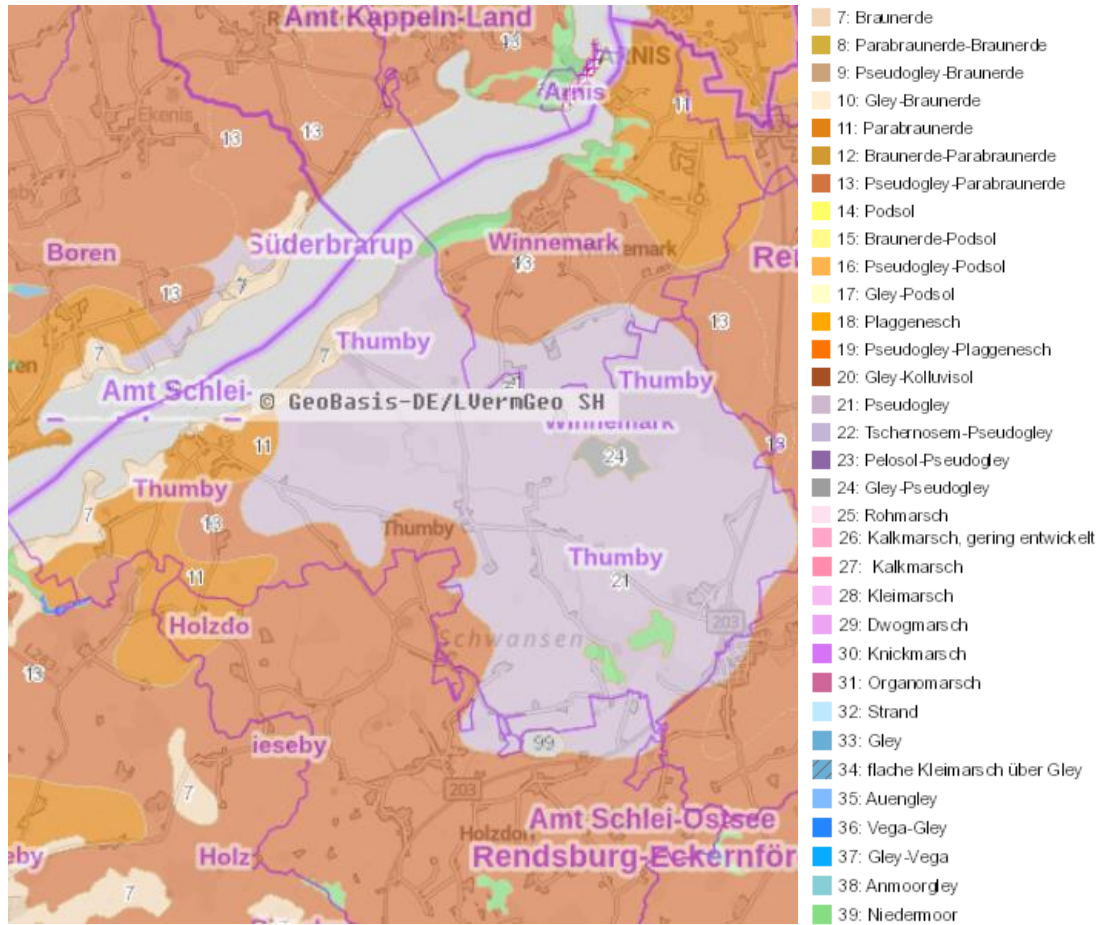 Amt Kappeln-Land
13
ARNIS
Arnis
11
Ekenis
13
13
Boren
Süderbrarup
Winnemark
13
13
7
13
Thumby
7
7
Thumby
Amt Schlei-
© GeoBasis-DE/LVermGeo SH
Winnemark
11
24
13
Thumby
7
13
Thumby
Thumby
21
11
203
Holzdo
Schwansen
13
ieseby
99
7
203
Amt Schlei-Ostsee
Holzdorf
eby
Holz
Rendsburg-Eckernför
7
7
7: Braunerde
8: Parabraunerde-Braunerde
9: Pseudogley-Braunerde
10: Gley-Braunerde
11: Parabraunerde
12: Braunerde-Parabraunerde
13: Pseudogley-Parabraunerde
14: Podsol
15: Braunerde-Podsol
16: Pseudogley-Podsol
17: Gley-Podsol
18: Plaggenesch
19: Pseudogley-Plaggenesch
20: Gley-Kolluvisol
21: Pseudogley
22: Tschernosem-Pseudogley
23: Pelosol-Pseudogley
24: Gley-Pseudogley
25: Rohmarsch
26: Kalkmarsch, gering entwickelt
27: Kalkmarsch
28: Kleimarsch
29: Dwogmarsch
30: Knickmarsch
31: Organomarsch
32: Strand
33: Gley
34: flache Kleimarsch über Gley
35: Auengley
36: Vega-Gley
37: Gley-Vega
38: Anmoorgley
39: Niedermoor